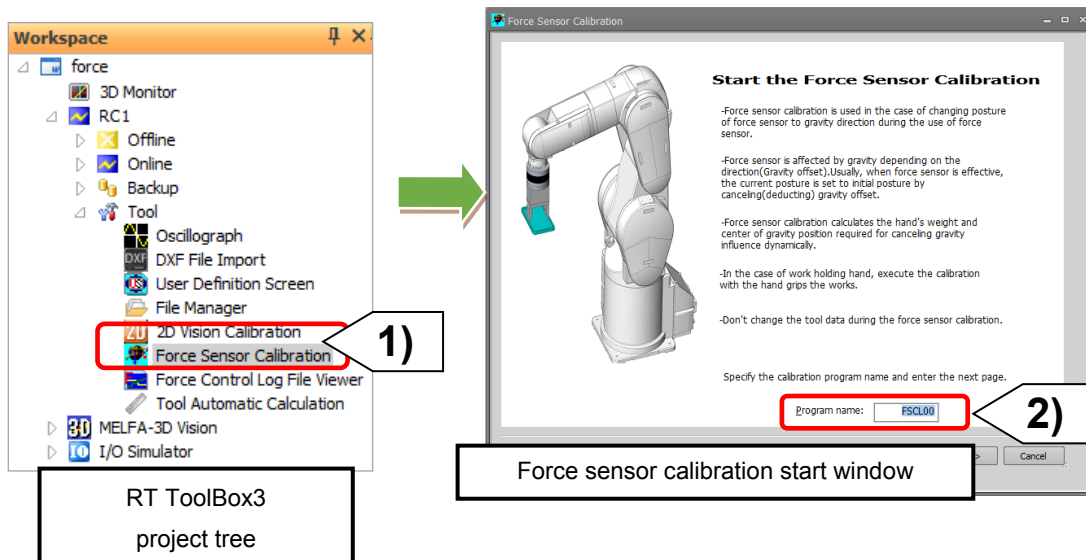 Workspace
force
3D Monitor
RC1
Offline
Online
Backup
Tool
Oscillograph
DXF
DXF File Import
User Definition Screen
File Manager
2D Vision Calibration
Force Sensor Calibration
Force Control Log File Viewer
Tool Automatic Calculation
3D
MELFA-3D Vision
IO
I/O Simulator
1)
RT ToolBox3
project tree
Force Sensor Calibration
Start the Force Sensor Calibration
-Force sensor calibration is used in the case of changing posture
of force sensor to gravity direction during the use of force
sensor.
-Force sensor is affected by gravity depending on the
direction(Gravity offset).Usually, when force sensor is effective,
the current posture is set to initial posture by
canceling(deducting) gravity offset.
-Force sensor calibration calculates the hand's weight and
center of gravity position required for canceling gravity
influence dynamically.
-In the case of work holding hand, execute the calibration
with the hand grips the works.
-Don't change the tool data during the force sensor calibration.
Specify the calibration program name and enter the next page.
Program name: FSCL00
2)
> Cancel
Force sensor calibration start window